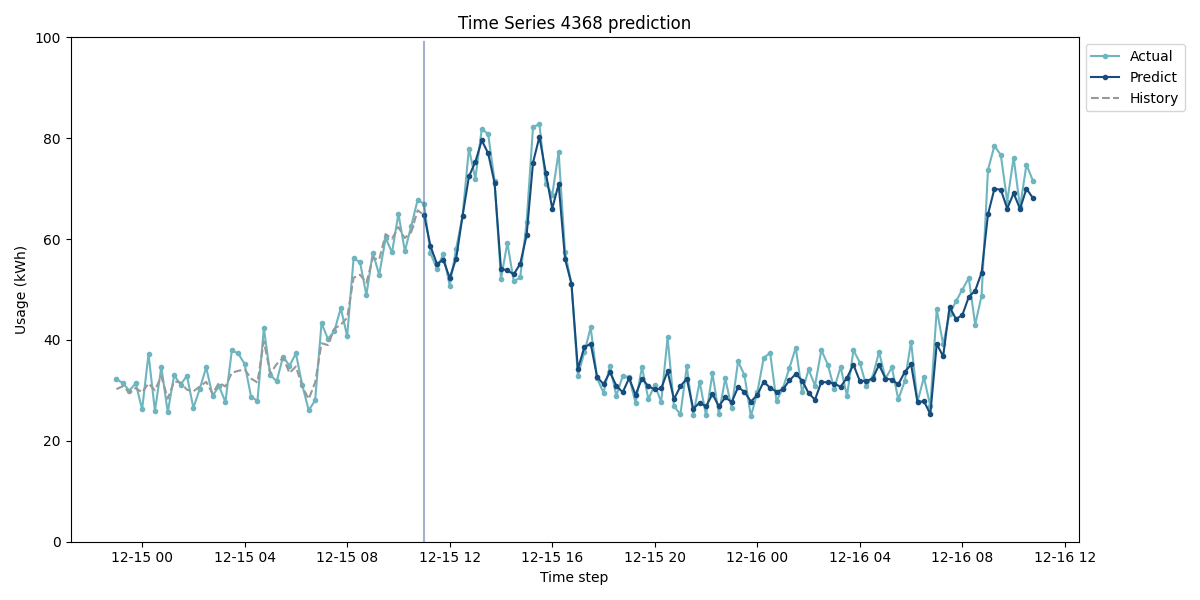 Time Series 4368 prediction
100
80
60
40
20
0
Usage (kWh)
12-15 00 12-15 04 12-15 08 12-15 12 12-15 16 12-15 20 12-16 00 12-16 04 12-16 08 12-16 12
Time step
Actual
Predict
History